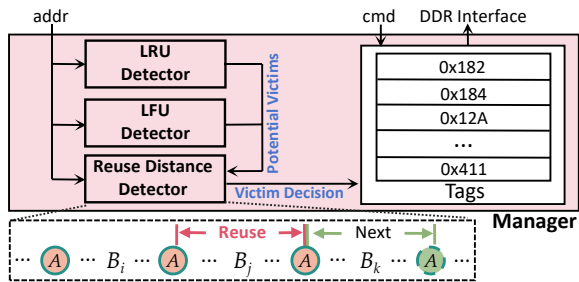 addr cmd DDR Interface
LRU
Detector
LFU
Detector
Reuse Distance
Detector
Potential Victims
Victim Decision
0x182
0x184
0x12A
...
0x411
Tags
Manager
Reuse Next
... A ... B_i ... A ... B_j ... A ... B_k ... A ...